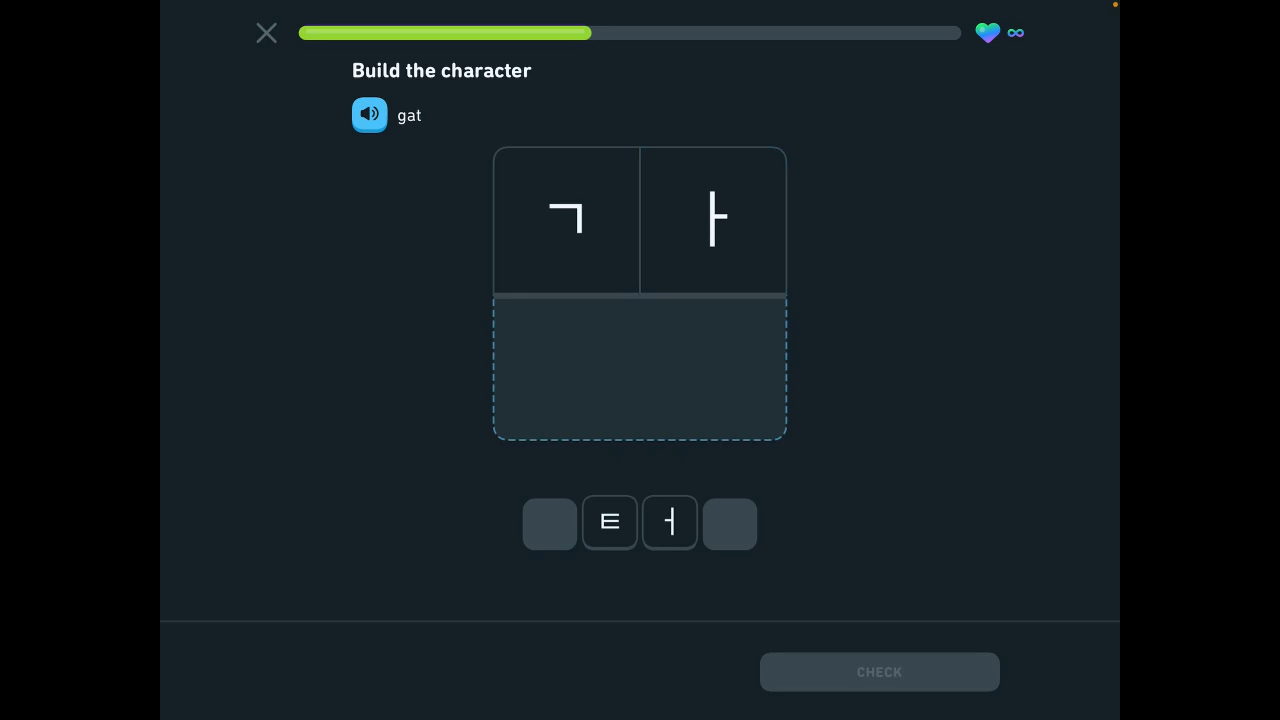 Build the character
gat
ㄱ ㅏ
ㅌ ㅓ
CHECK